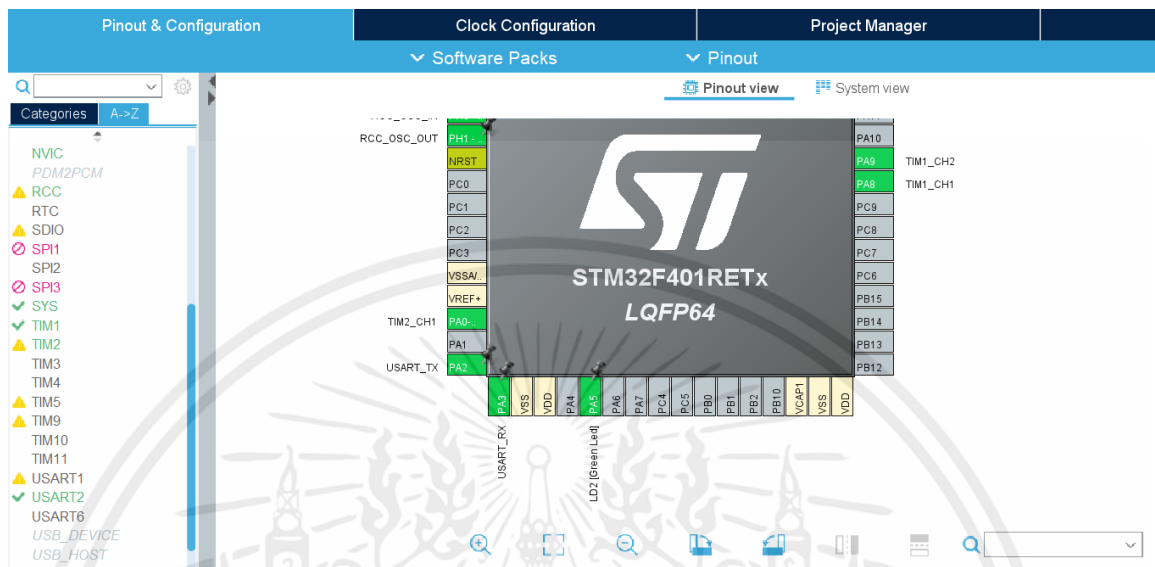 Pinout & Configuration
Clock Configuration
Project Manager
Software Packs
Pinout
Categories
A->Z
Pinout view
System view
NVIC
PDM2PCM
RCC
RTC
SDIO
SPI1
SPI2
SPI3
SYS
TIM1
TIM2
TIM3
TIM4
TIM5
TIM9
TIM10
TIM11
USART1
USART2
USART6
USB_DEVICE
USB_HOST
RCC_OSC_OUT
PH1 -..
NRST
PC0
PC1
PC2
PC3
VSSA/..
VREF+
TIM2_CH1
PA0-..
PA1
USART_TX
PA2
ST
STM32F401RETx
LQFP64
PA10
PA9
TIM1_CH2
PA8
TIM1_CH1
PC9
PC8
PC7
PC6
PB15
PB14
PB13
PB12
PA3
VSS
VDD
PA4
PA5
PA6
PA7
PC4
PC5
PB0
PB1
PB2
PB10
VCAP1
VSS
VDD
USART_RX
LD2 [Green Led]